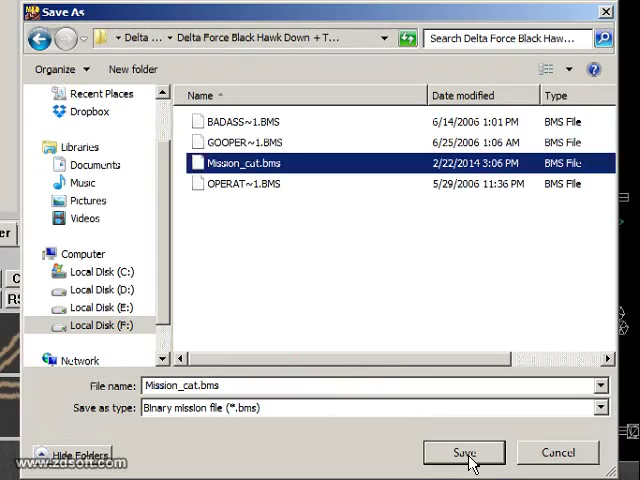 Save As
Delta ... Delta Force Black Hawk Down + T...
Search Delta Force Black Hawk...
Organize New folder
Recent Places
Dropbox
Libraries
Documents
Music
Pictures
Videos
Computer
Local Disk (C:)
Local Disk (D:)
Local Disk (E:)
Local Disk (F:)
Network
Name Date modified Type
BADASS~1.BMS 6/14/2006 1:01 PM BMS File
GOOPER~1.BMS 6/25/2006 1:06 AM BMS File
Mission_cat.bms 2/22/2014 3:06 PM BMS File
OPERAT~1.BMS 5/29/2006 11:36 PM BMS File
File name: Mission_cat.bms
Save as type: Binary mission file (*.bms)
Hide Folders Save Cancel
www.zdsoft.com
er
C
RS